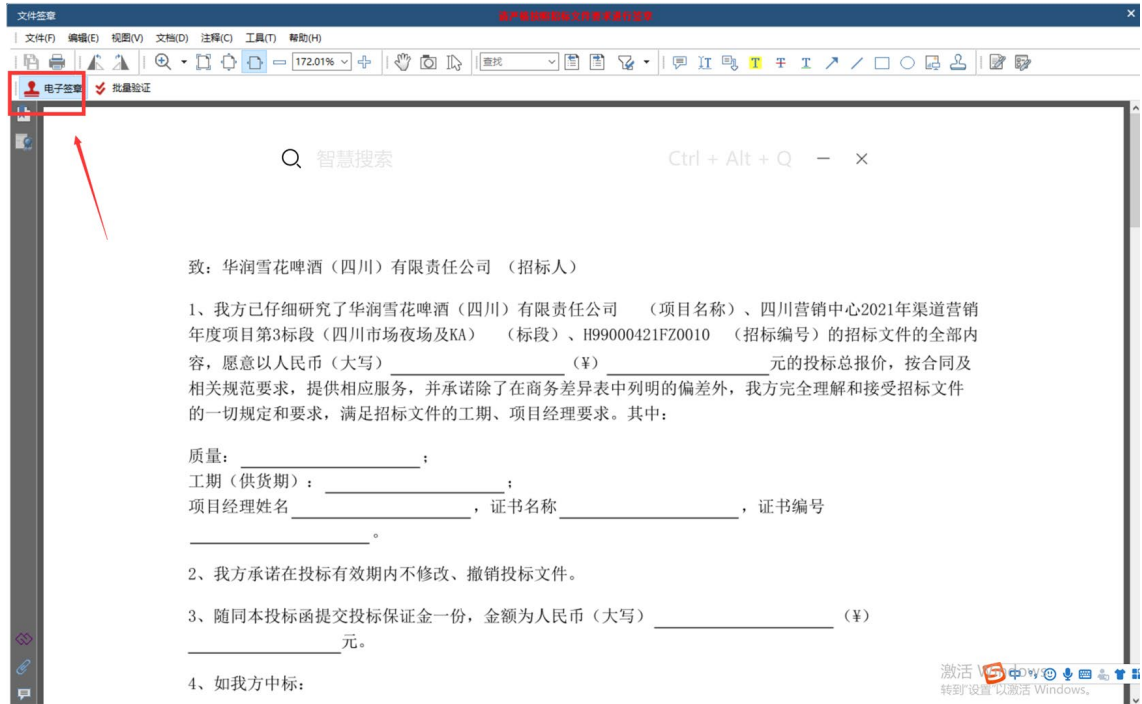 文件签章
文件(F) 编辑(E) 视图(V) 文档(D) 注释(C) 工具(T) 帮助(H)
172.01% 查找
电子签章 批量验证
智慧搜索 Ctrl + Alt + Q
致：华润雪花啤酒（四川）有限责任公司 （招标人）
1、我方已仔细研究了华润雪花啤酒（四川）有限责任公司 （项目名称）、四川营销中心2021年渠道营销
年度项目第3标段（四川市场夜场及KA） （标段）、H99000421FZ0010 （招标编号）的招标文件的全部内
容，愿意以人民币（大写）（¥）元的投标总报价，按合同及
相关规范要求，提供相应服务，并承诺除了在商务差异表中列明的偏差外，我方完全理解和接受招标文件
的一切规定和要求，满足招标文件的工期、项目经理要求。其中：
质量：；
工期（供货期）：；
项目经理姓名，证书名称，证书编号
。
2、我方承诺在投标有效期内不修改、撤销投标文件。
3、随同本投标函提交投标保证金一份，金额为人民币（大写）（¥）
元。
4、如我方中标：
激活 Windows
中
转到"设置"以激活 Windows。